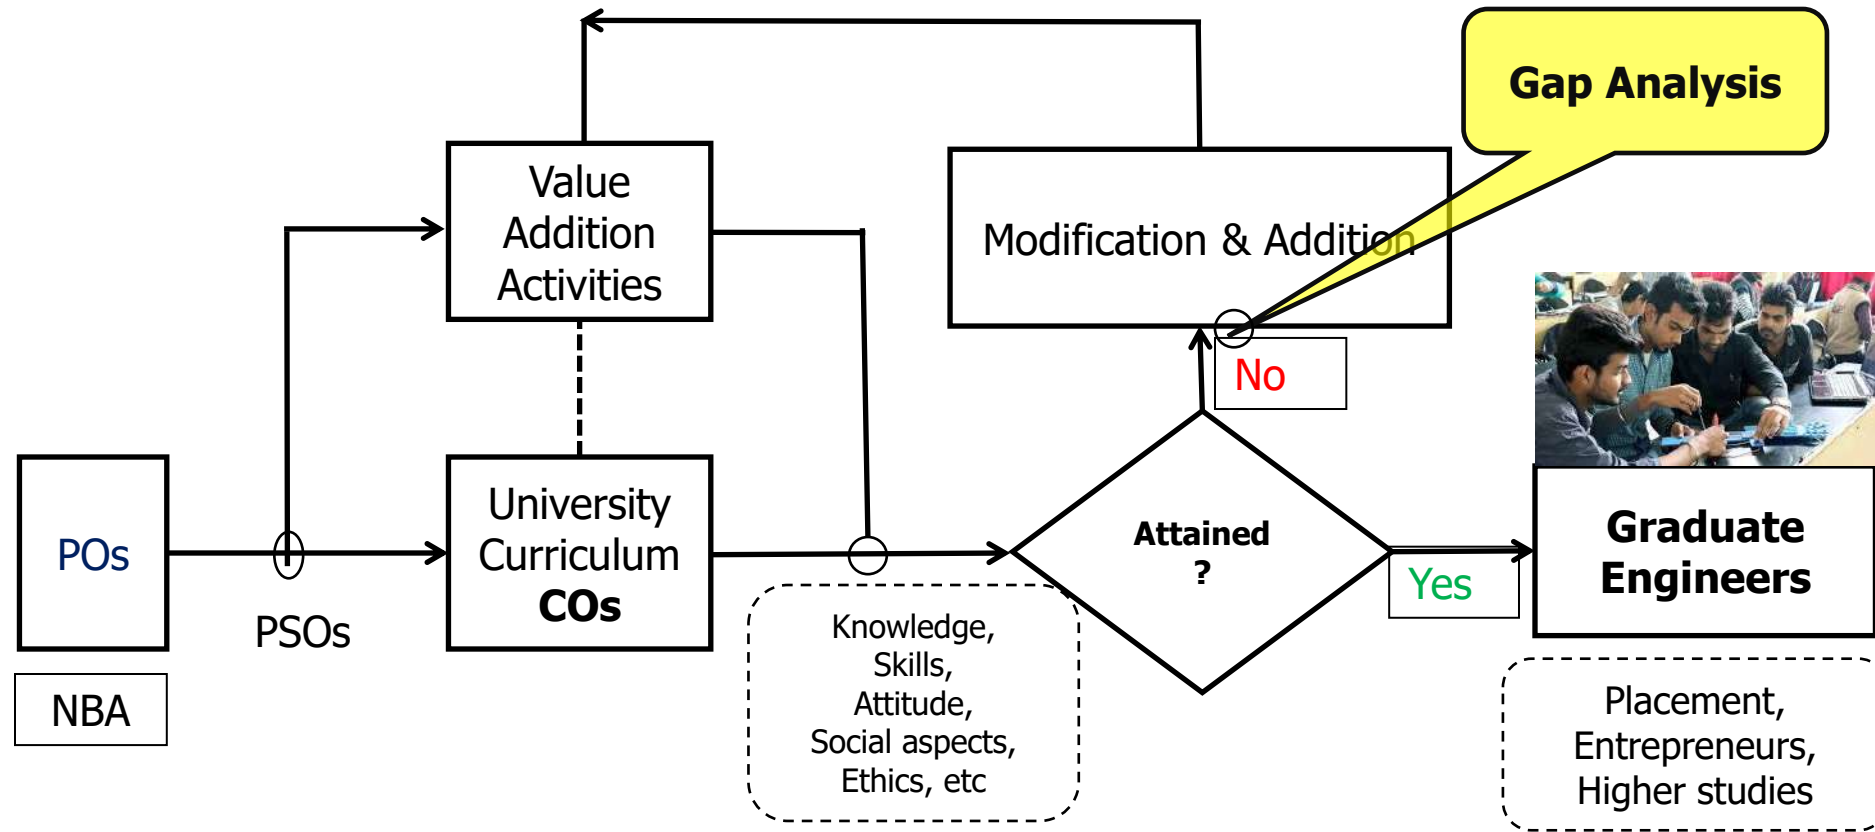 Gap Analysis
Value
Addition
Activities
Modification & Addition
No
POs
PSOs
NBA
University
Curriculum
COs
Attained
?
Yes
Knowledge,
Skills,
Attitude,
Social aspects,
Ethics, etc
Graduate
Engineers
Placement,
Entrepreneurs,
Higher studies